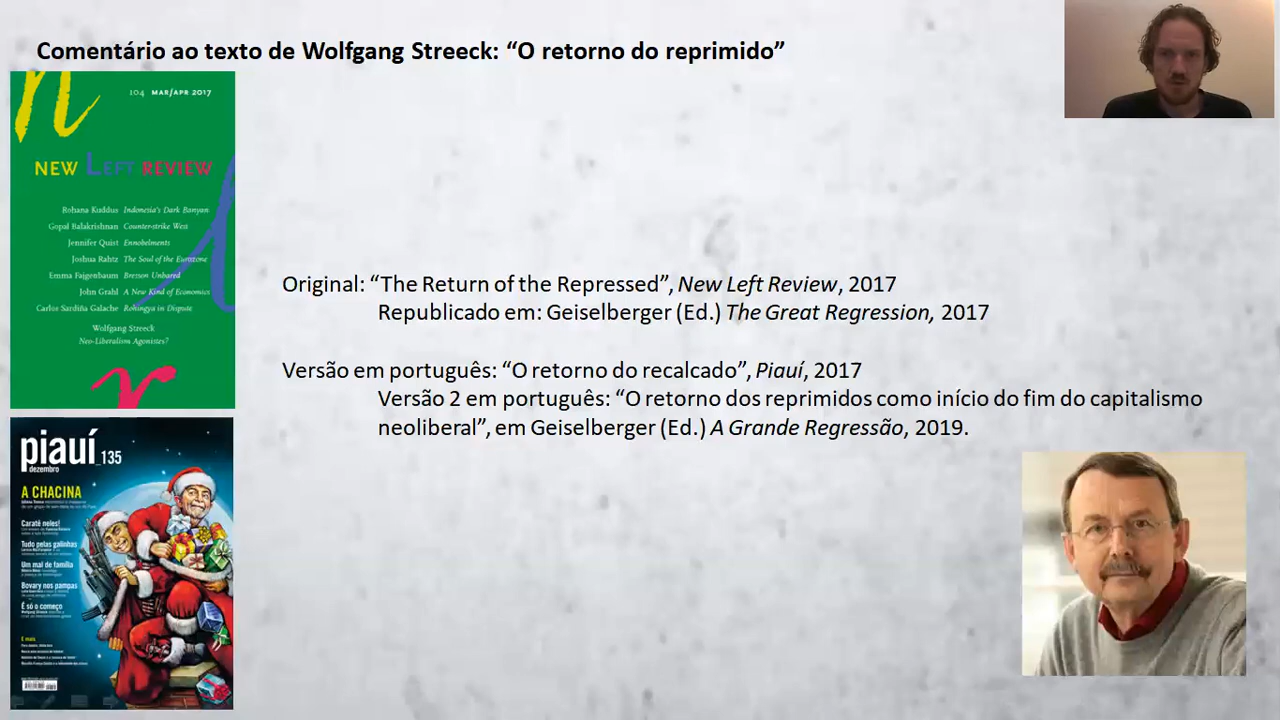 Comentário ao texto de Wolfgang Streeck: “O retorno do reprimido”
104 MAR/APR 2017
NEW LEFT REVIEW
Rohana Kuddus Indonesia's Dark Banyan
Gopal Balakrishnan Counter-strike West
Jennifer Quist Ennoblements
Joshua Rahtz The Soul of the Eurozone
Emma Fajgenbaum Bresson Unbared
John Grahl A New Kind of Economics
Carlos Sardiña Galache Rohingya in Dispute
Wolfgang Streeck
Neo-Liberalism Agonistes?
Original: “The Return of the Repressed”, New Left Review, 2017
Republicado em: Geiselberger (Ed.) The Great Regression, 2017
Versão em português: “O retorno do recalcado”, Piauí, 2017
Versão 2 em português: “O retorno dos reprimidos como início do fim do capitalismo
neoliberal”, em Geiselberger (Ed.) A Grande Regressão, 2019.
piauí_135
dezembro
A CHACINA
Caratê neles!
Tudo pelas galinhas
Um mal de família
Bovary nos pampas
É só o começo
E mais